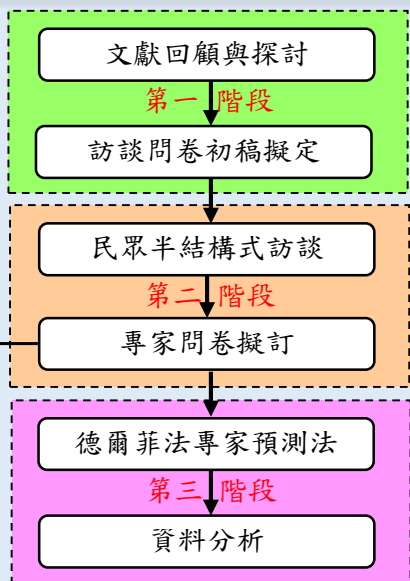 文獻回顧與探討
第一階段
訪談問卷初稿擬定
民眾半結構式訪談
第二階段
專家問卷擬訂
德爾菲法專家預測法
第三階段
資料分析